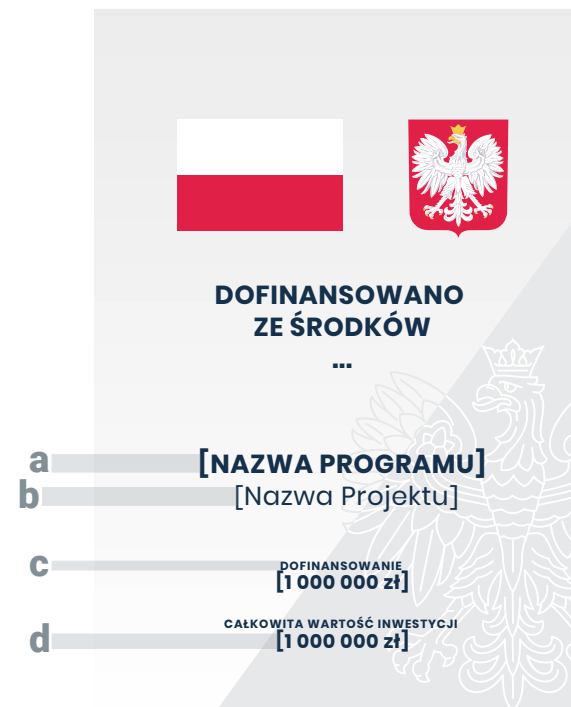 DOFINANSOWANO
ZE ŚRODKÓW
...
a [NAZWA PROGRAMU]
b [Nazwa Projektu]
c DOFINANSOWANIE
[1 000 000 zł]
CAŁKOWITA WARTOŚĆ INWESTYCJI
d [1 000 000 zł]